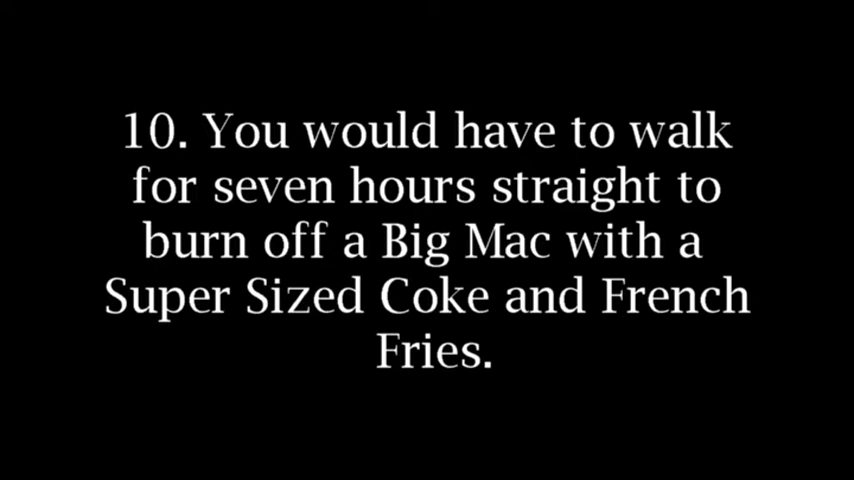 10. You would have to walk
for seven hours straight to
burn off a Big Mac with a
Super Sized Coke and French
Fries.